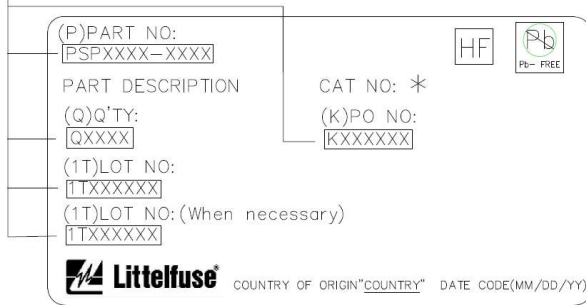 (P)PART NO:
PSPXXXX-XXXX
HF
Pb
Pb- FREE
PART DESCRIPTION
CAT NO: *
(Q)Q'TY:
QXXXX
(K)PO NO:
KXXXXXX
(1T)LOT NO:
1TXXXXXX
(1T)LOT NO:(When necessary)
1TXXXXXX
Littelfuse®
COUNTRY OF ORIGIN"COUNTRY" DATE CODE(MM/DD/YY)